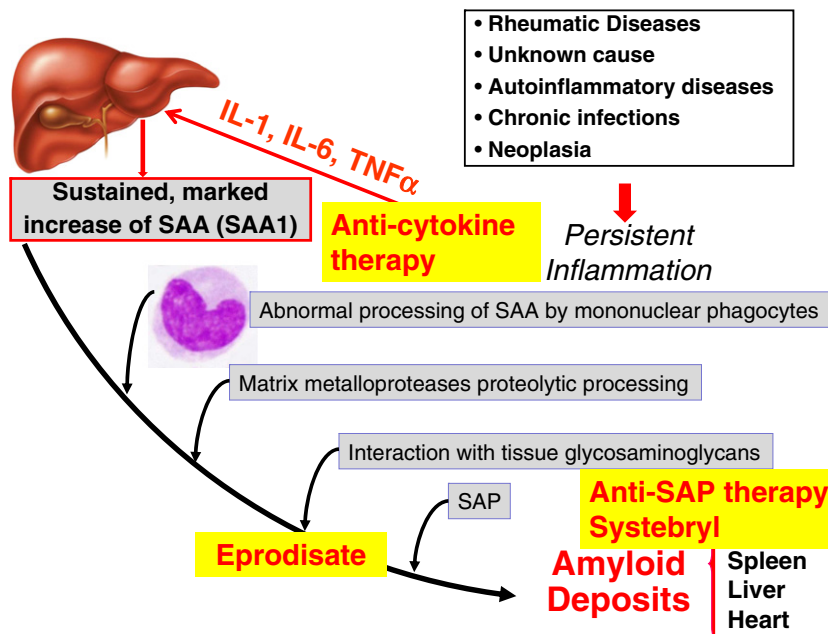 • Rheumatic Diseases
• Unknown cause
• Autoinflammatory diseases
• Chronic infections
• Neoplasia
IL-1, IL-6, TNFα
Sustained, marked
increase of SAA (SAA1)
Anti-cytokine
therapy
Persistent
Inflammation
Abnormal processing of SAA by mononuclear phagocytes
Matrix metalloproteases proteolytic processing
Interaction with tissue glycosaminoglycans
SAP
Anti-SAP therapy
Systebryl
Eprodisate
Amyloid
Deposits
Spleen
Liver
Heart